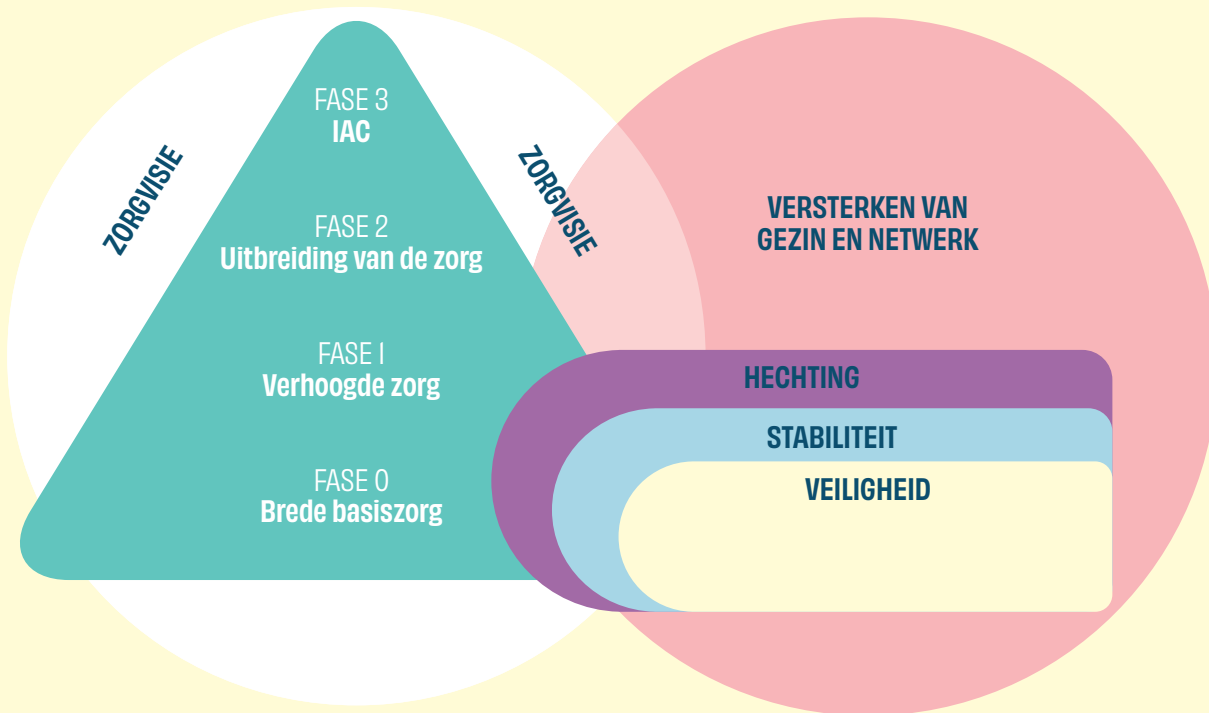 ZORGVISIE
FASE 3
IAC
FASE 2
Uitbreiding van de zorg
FASE I
Verhoogde zorg
FASE 0
Brede basiszorg
ZORGVISIE
VERSTERKEN VAN
GEZIN EN NETWERK
HECHTING
STABILITEIT
VEILIGHEID